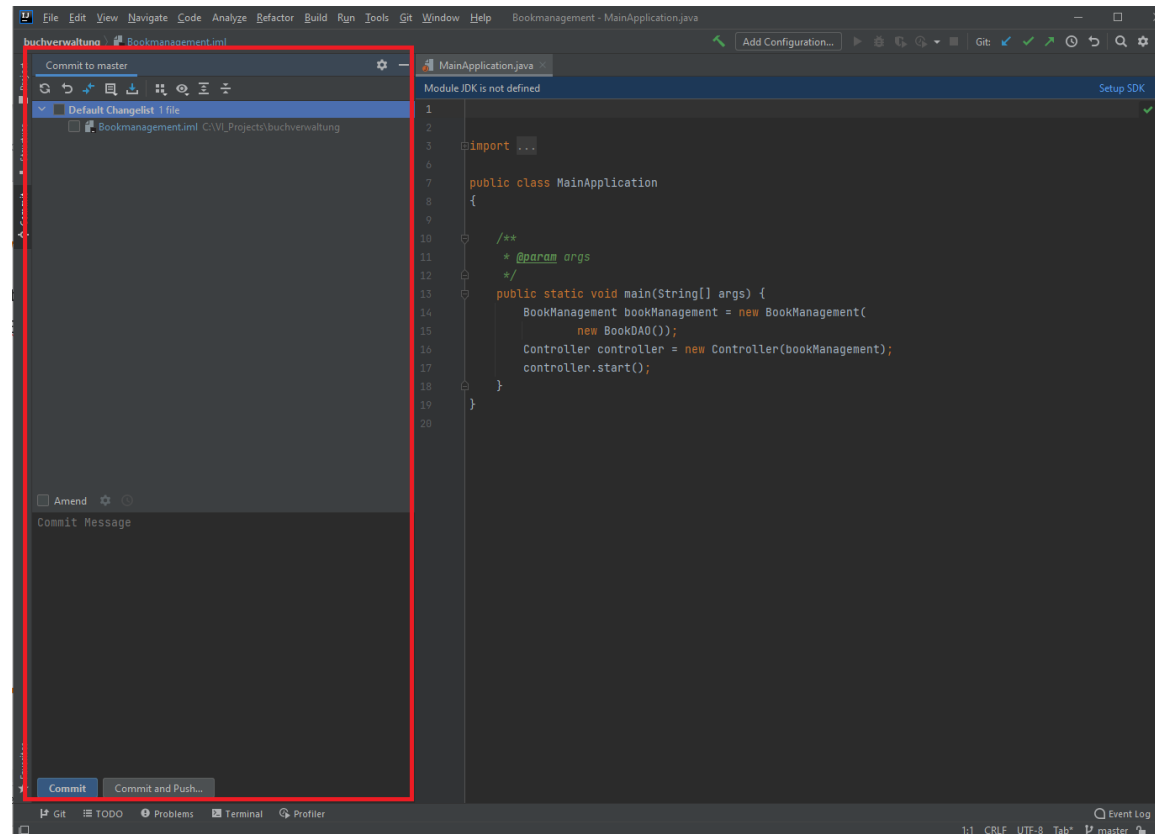 File Edit View Navigate Code Analyze Refactor Build Run Tools Git Window Help Bookmanagement - MainApplication.java
buchverwaltung Bookmanagement.iml Add Configuration... Git:
Commit to master
MainApplication.java
Module JDK is not defined Setup SDK
Default Changelist 1 file
Bookmanagement.iml C:\VI_Projects\buchverwaltung
1
2
3 import ...
6
7 public class MainApplication
8 {
9
10 /**
11 * @param args
12 */
13 public static void main(String[] args) {
14 BookManagement bookManagement = new BookManagement(
15 new BookDAO());
16 Controller controller = new Controller(bookManagement);
17 controller.start();
18 }
19 }
20
Amend
Commit Message
Commit Commit and Push...
Git TODO Problems Terminal Profiler Event Log
1:1 CRLF UTF-8 Tab* master